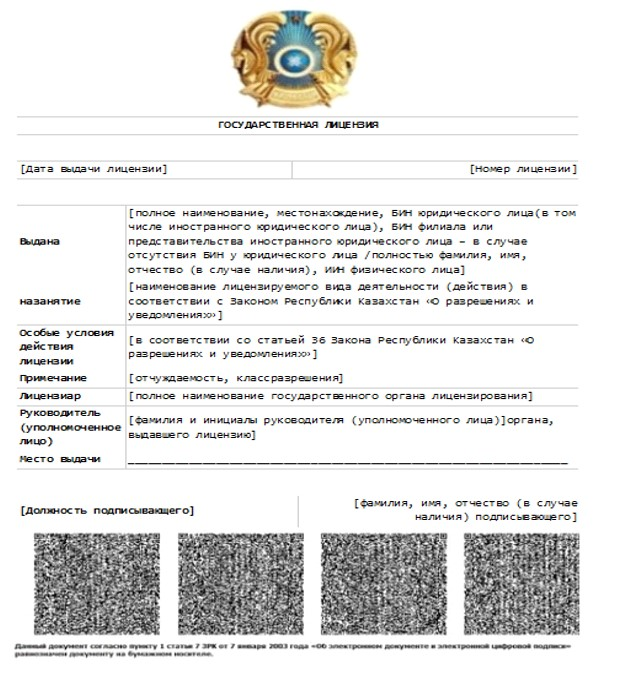 ГОСУДАРСТВЕННАЯ ЛИЦЕНЗИЯ
[Дата выдачи лицензии]
[Номер лицензии]
Выдана
[полное наименование, местонахождение, БИН юридического лица(в том
числе иностранного юридического лица), БИН филиала или
представительства иностранного юридического лица – в случае
отсутствия БИН у юридического лица /полностью фамилия, имя,
отчество (в случае наличия), ИИН физического лица]
назанятие
[наименование лицензируемого вида деятельности (действия) в
соответствии с Законом Республики Казахстан «О разрешениях и
уведомлениях»]
Особые условия
действия
лицензии
[в соответствии со статьей 36 Закона Республики Казахстан «О
разрешениях и уведомлениях»]
Примечание
[отчуждаемость, классразрешения]
Лицензиар
[полное наименование государственного органа лицензирования]
Руководитель
(уполномоченное
лицо)
[фамилия и инициалы руководителя (уполномоченного лица)]органа,
выдавшего лицензию]
Место выдачи
[Должность подписывающего]
[фамилия, имя, отчество (в случае
наличия) подписывающего]
Данный документ согласно пункту 1 статьи 7 ЗРК от 7 января 2003 года «Об электронном документе и электронной цифровой подписи»
равнозначен документу на бумажном носителе.